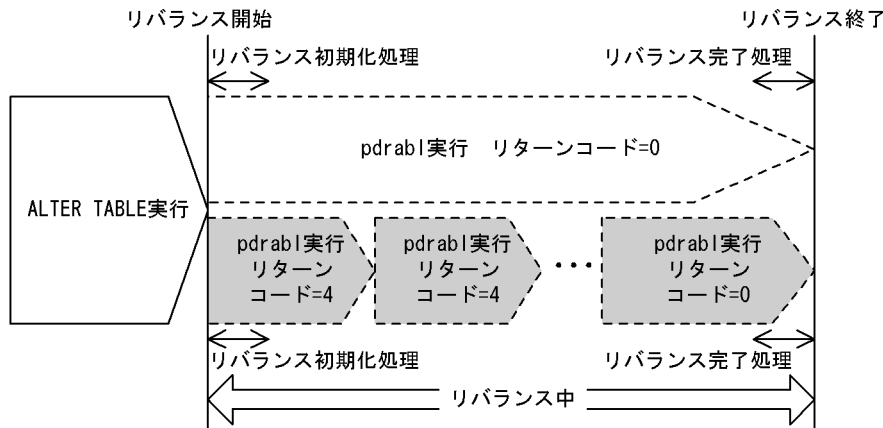 リバランス開始
リバランス終了
リバランス初期化処理
リバランス完了処理
pdrabl実行　リターンコード=0
ALTER TABLE実行
pdrabl実行
リターン
コード=4
pdrabl実行
リターン
コード=4
･･･
pdrabl実行
リターン
コード=0
リバランス初期化処理
リバランス完了処理
リバランス中